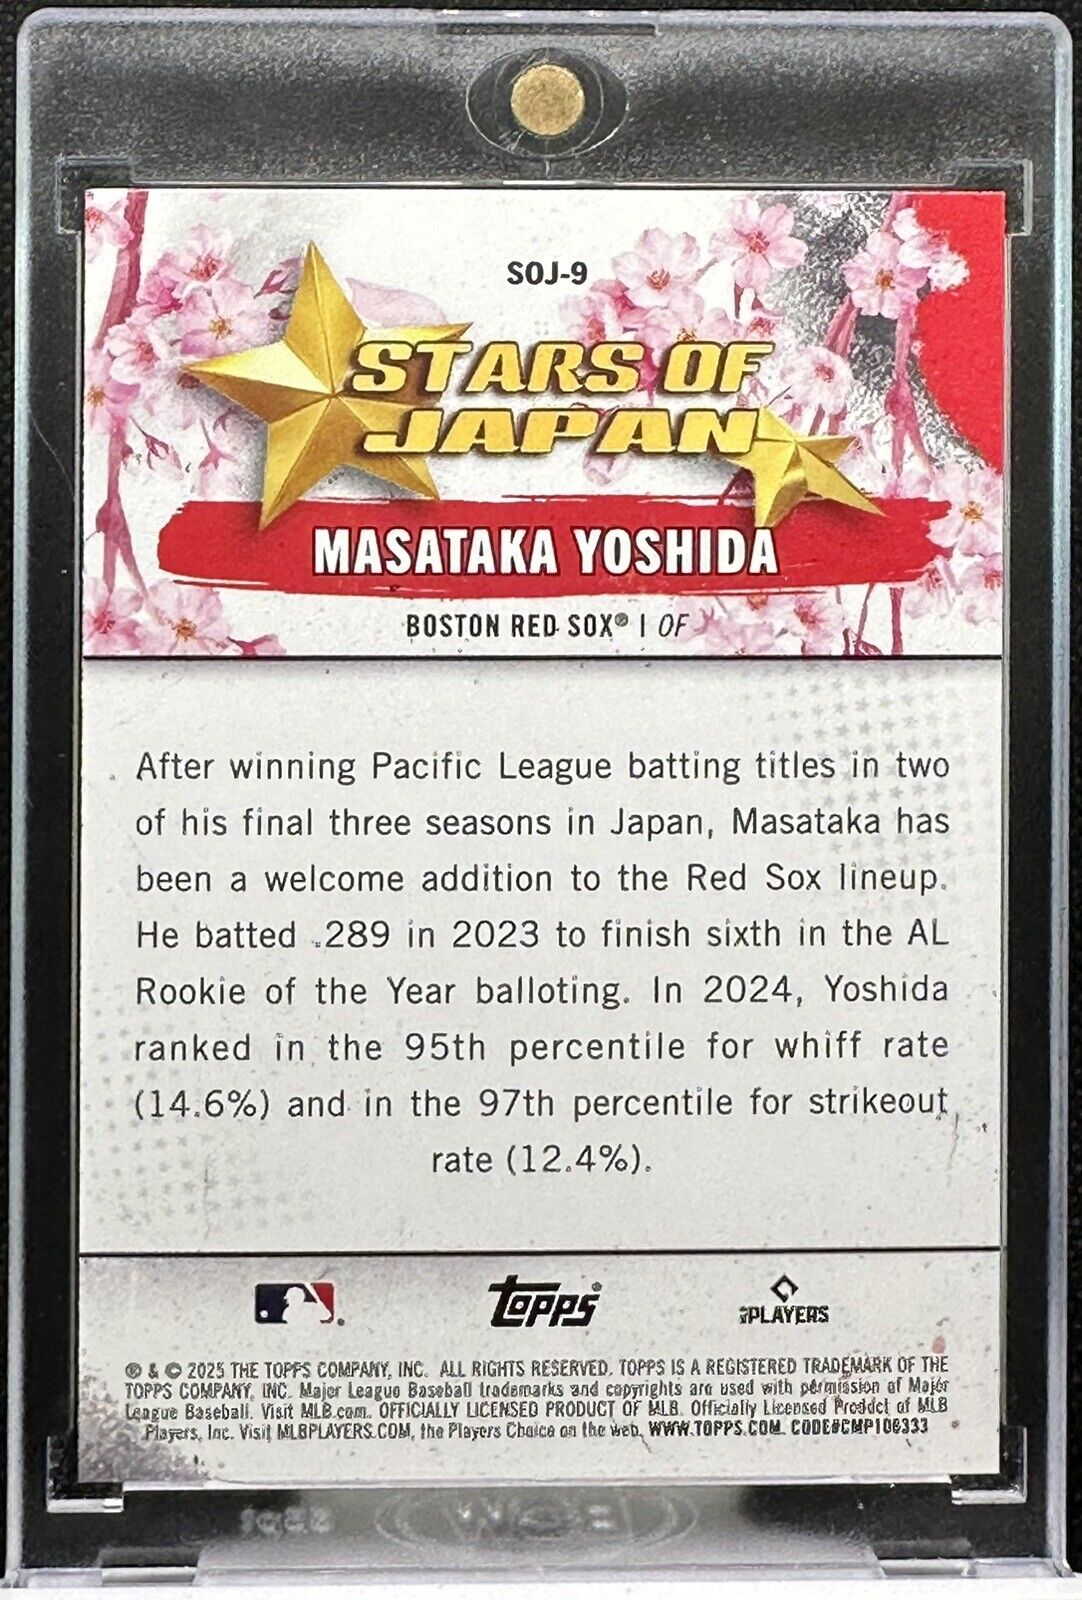 SOJ-9
STARS OF
JAPAN
MASATAKA YOSHIDA
BOSTON RED SOX® | OF
After winning Pacific League batting titles in two
of his final three seasons in Japan, Masataka has
been a welcome addition to the Red Sox lineup.
He batted .289 in 2023 to finish sixth in the AL
Rookie of the Year balloting. In 2024, Yoshida
ranked in the 95th percentile for whiff rate
(14.6%) and in the 97th percentile for strikeout
rate (12.4%).
topps®
PLAYERS
® & © 2025 THE TOPPS COMPANY, INC. ALL RIGHTS RESERVED. TOPPS IS A REGISTERED TRADEMARK OF THE
TOPPS COMPANY, INC. Major League Baseball trademarks and copyrights are used with permission of Major
League Baseball. Visit MLB.com. OFFICIALLY LICENSED PRODUCT OF MLB. Officially Licensed Product of MLB
Players, Inc. Visit MLBPLAYERS.COM, the Players Choice on the web. WWW.TOPPS.COM CODE#CMP106333